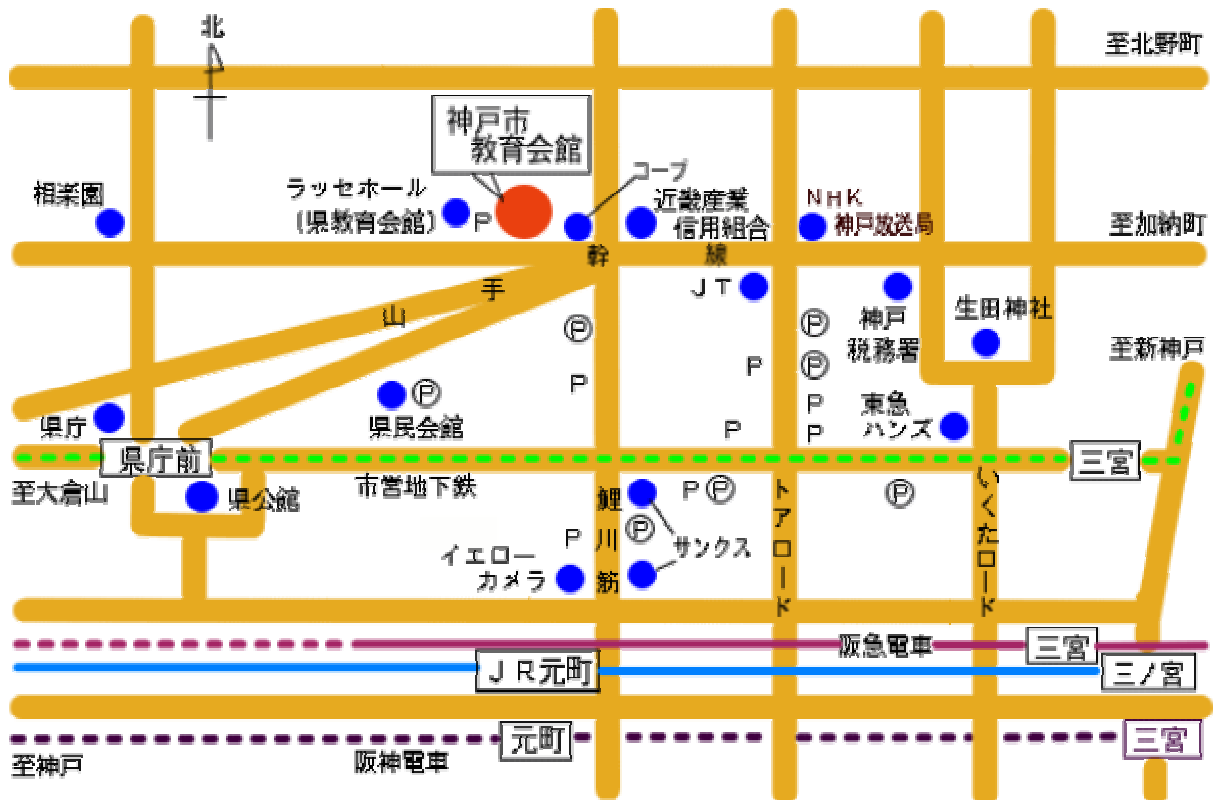 北
至北野町
神戸市
教育会館
コープ
相楽園
ラッセホール
(県教育会館)
P
近畿産業
信用組合
NHK
神戸放送局
至加納町
幹
線
手
山
JT
神戸
税務署
生田神社
至新神戸
Ⓟ
Ⓟ
Ⓟ
P
P
P
P
P
県民会館
Ⓟ
東急
ハンズ
県庁
県庁前
三宮
至大倉山
県公館
市営地下鉄
鯉
川
筋
P
Ⓟ
Ⓟ
トアロード
いくたロード
P
Ⓟ
サンクス
イエロー
カメラ
阪急電車
三宮
JR元町
三ノ宮
元町
三宮
至神戸
阪神電車